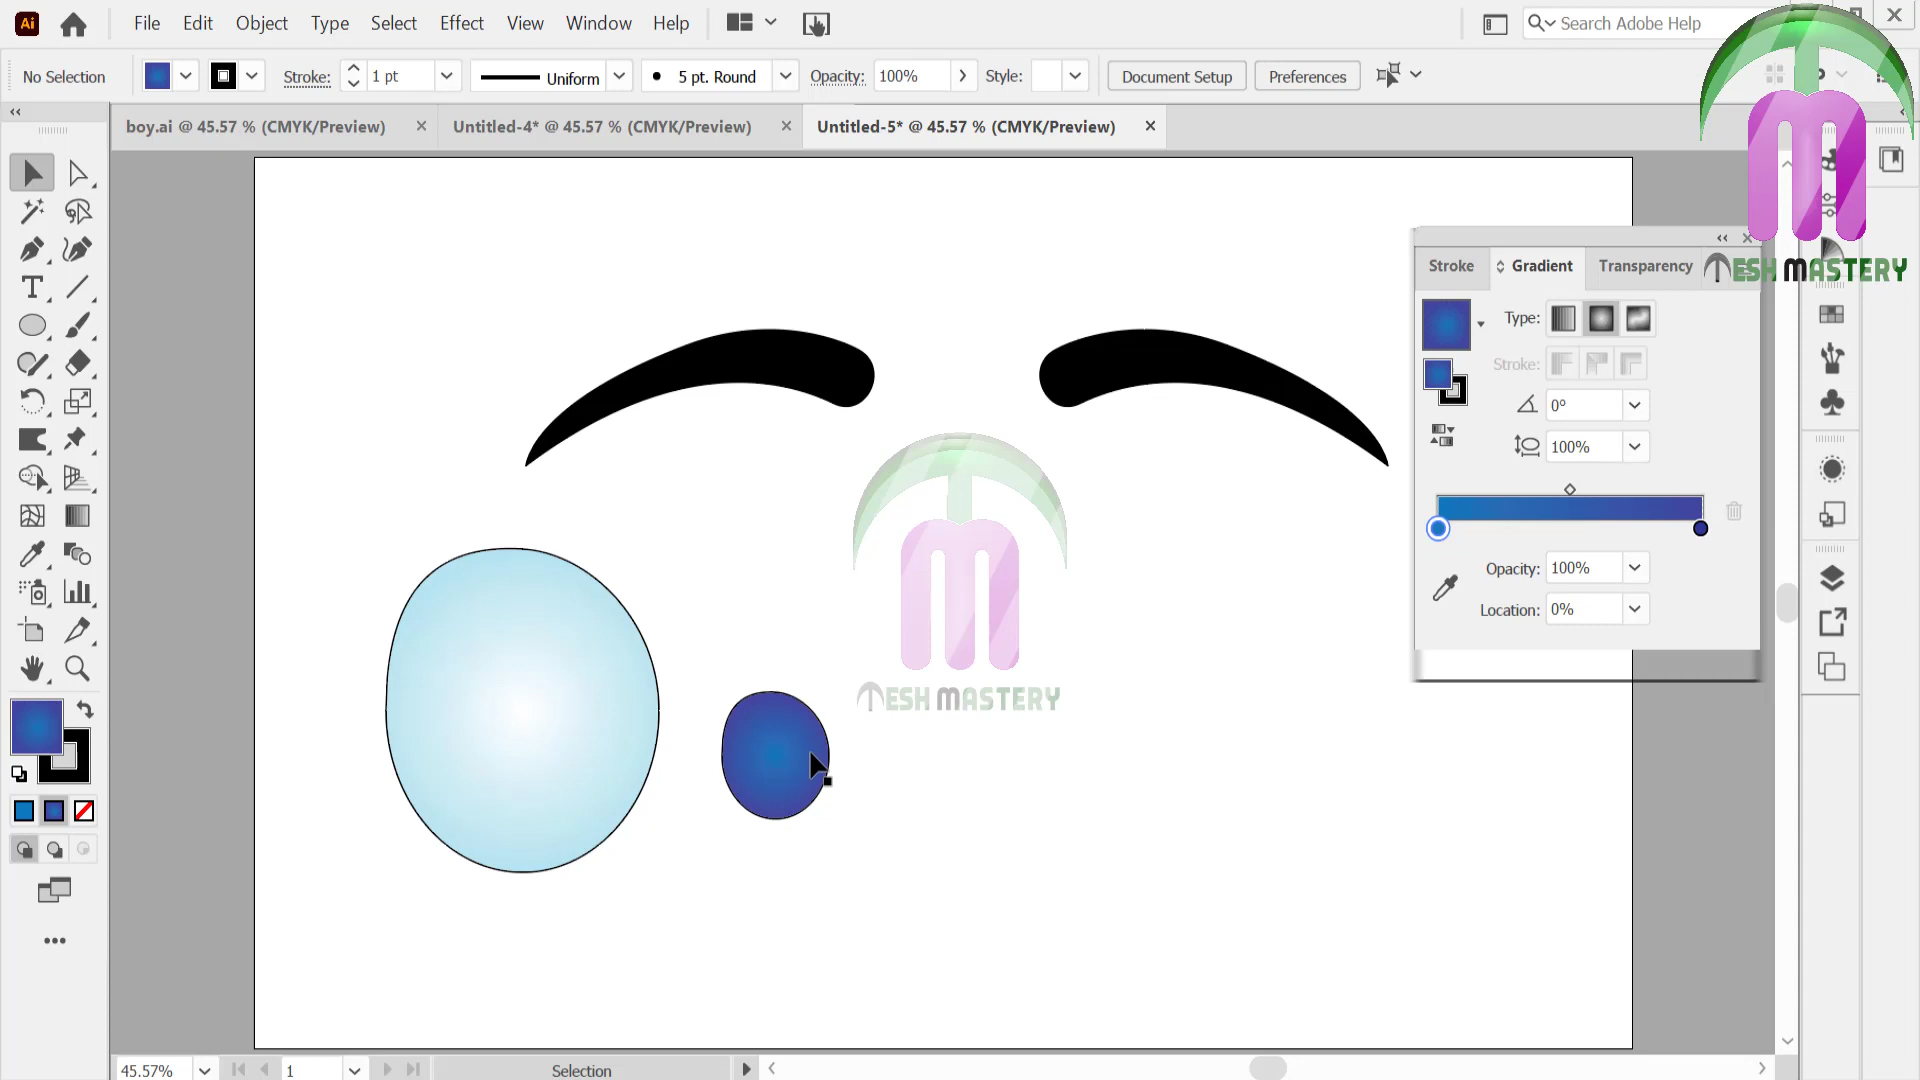 Ai File Edit Object Type Select Effect View Window Help Search Adobe Help
No Selection Stroke: 1 pt Uniform 5 pt. Round Opacity: 100% Style: Document Setup Preferences
boy.ai @ 45.57 % (CMYK/Preview) Untitled-4* @ 45.57 % (CMYK/Preview) Untitled-5* @ 45.57 % (CMYK/Preview)
Stroke Gradient Transparency
TESH MASTERY
Type:
Stroke:
0°
100%
Opacity: 100%
Location: 0%
TESH MASTERY
45.57% 1 Selection